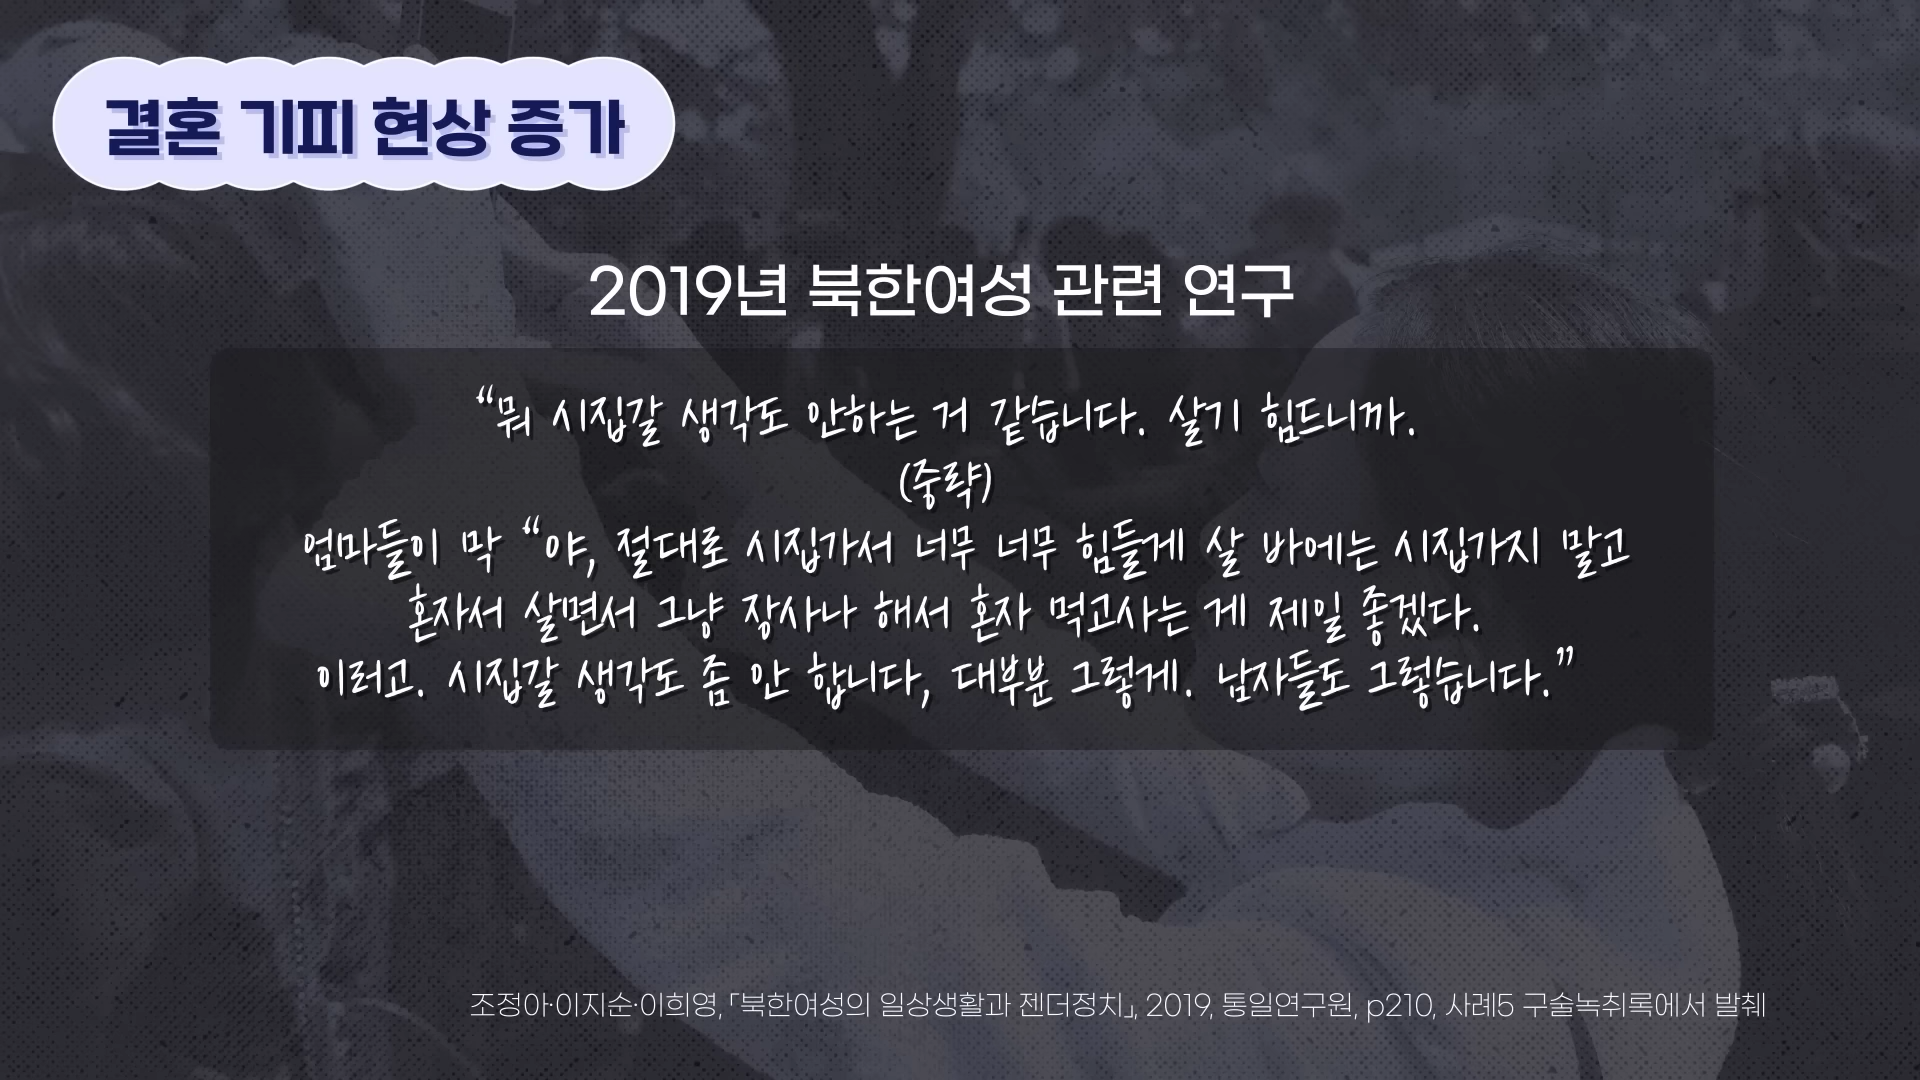 결혼 기피 현상 증가
2019년 북한여성 관련 연구
“뭐 시집갈 생각도 안하는 거 같습니다. 살기 힘드니까.
(중략)
엄마들이 막 “야, 절대로 시집가서 너무 너무 힘들게 살 바에는 시집가지 말고
혼자서 살면서 그냥 장사나 해서 혼자 먹고사는 게 제일 좋겠다.
이러고. 시집갈 생각도 좀 안 합니다, 대부분 그렇게. 남자들도 그렇습니다.”
조정아·이지순·이희영, 「북한여성의 일상생활과 젠더정치」, 2019, 통일연구원, p210, 사례5 구술녹취록에서 발췌